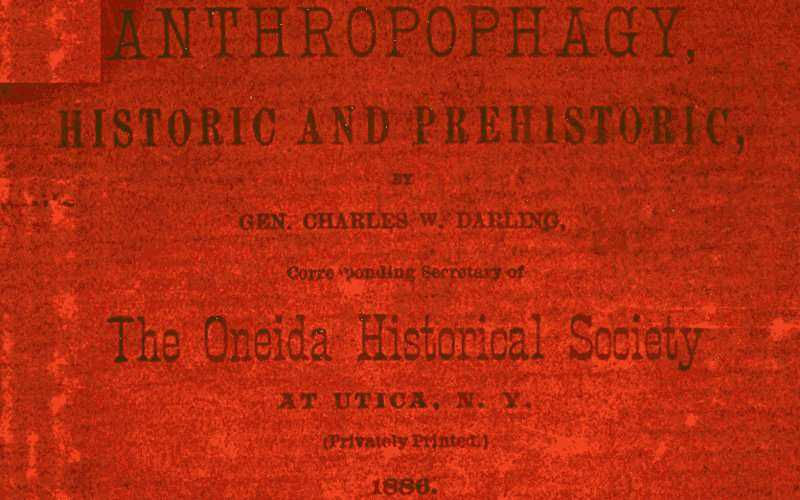 ANTHROPOPHAGY,
HISTORIC AND PREHISTORIC,
BY
GEN. CHARLES W. DARLING,
Corresponding Secretary of
The Oneida Historical Society
AT UTICA, N. Y.
(Privately Printed.)
1886.